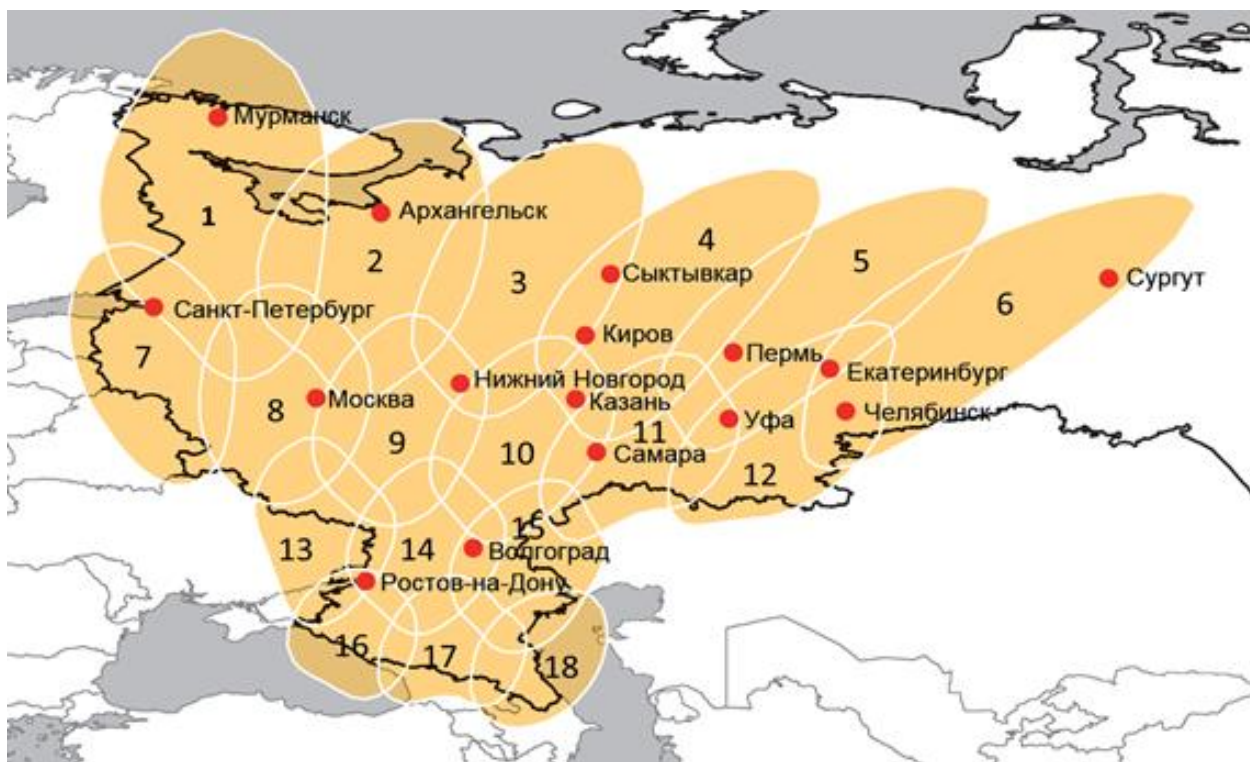 Мурманск
1
Архангельск
2
4
5
3
Сыктывкар
Сургут
6
Санкт-Петербург
Киров
7
Пермь
Екатеринбург
Нижний Новгород
8
Москва
Казань
Челябинск
Уфа
9
10
11
Самара
12
15
13
14
Волгоград
Ростов-на-Дону
16
17
18